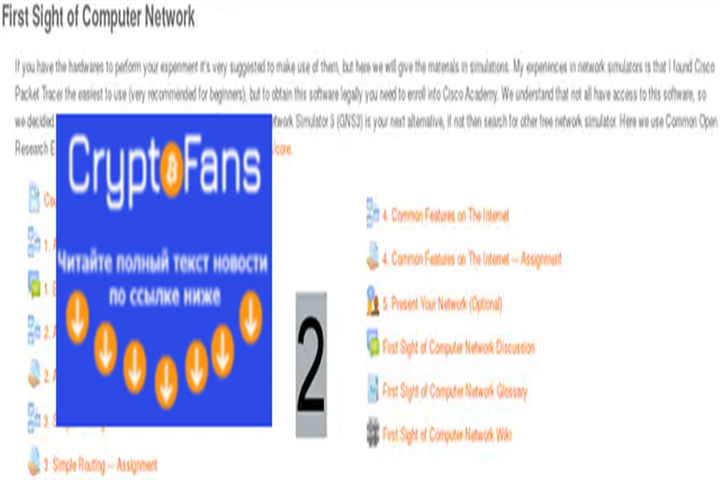 First Sight of Computer Network
If you have the hardwares to perform your experiment it's very suggested to make use of them, but here we will give the materials in simulations. My experiences in network simulators is that I found Cisco
Packet Tracer the easiest to use (very recommended for beginners), but to obtain this software legally you need to enroll into Cisco Academy. We understand that not all have access to this software, so
we decided
Simulator 3 (GNS3) is your next alternative, if not then search for other free network simulator. Here we use Common Open
Research
CryptoFans
Читайте полный текст новости
по ссылке ниже
2
3. Simple Routing -- Assignment
4. Common Features on The Internet
4. Common Features on The Internet -- Assignment
5. Present Your Network (Optional)
First Sight of Computer Network Discussion
First Sight of Computer Network Glossary
First Sight of Computer Network Wiki